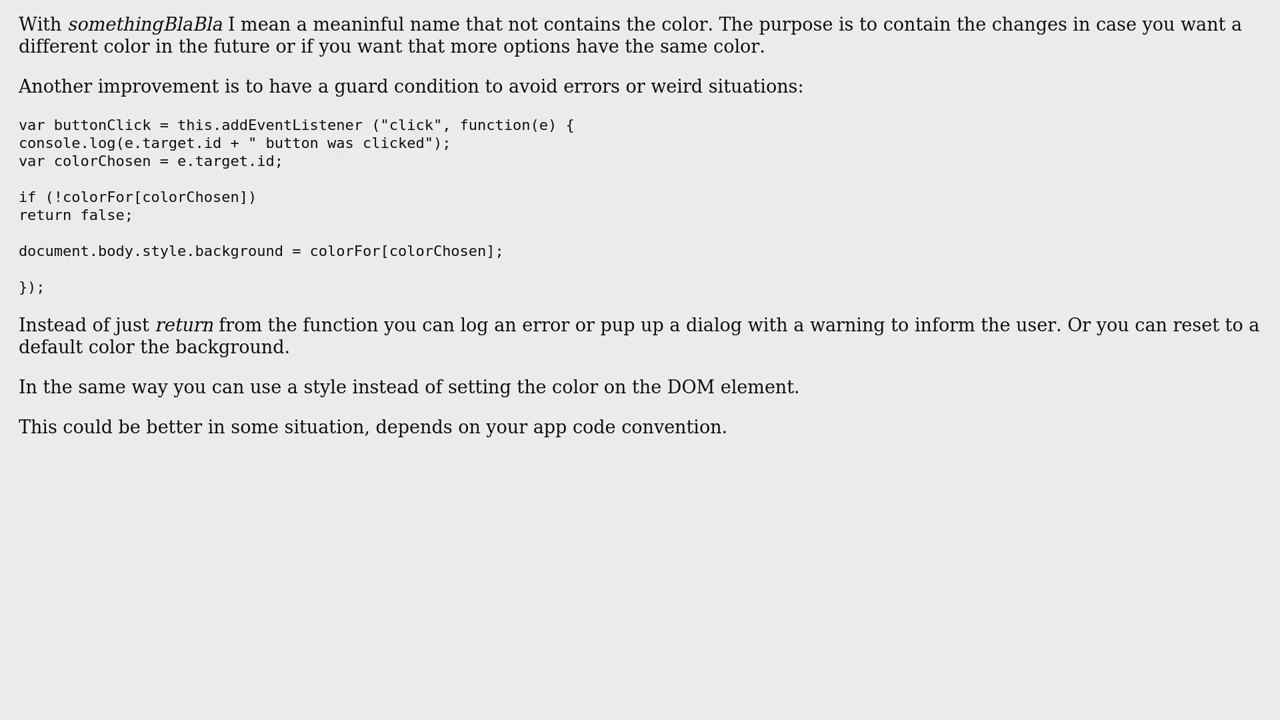 With somethingBlaBla I mean a meaninful name that not contains the color. The purpose is to contain the changes in case you want a
different color in the future or if you want that more options have the same color.
Another improvement is to have a guard condition to avoid errors or weird situations:
var buttonClick = this.addEventListener ("click", function(e) {
console.log(e.target.id + " button was clicked");
var colorChosen = e.target.id;
if (!colorFor[colorChosen])
return false;
document.body.style.background = colorFor[colorChosen];
});
Instead of just return from the function you can log an error or pup up a dialog with a warning to inform the user. Or you can reset to a
default color the background.
In the same way you can use a style instead of setting the color on the DOM element.
This could be better in some situation, depends on your app code convention.